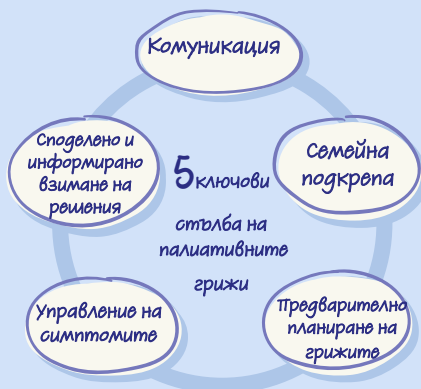 Комуникация
Споделено и
информирано
взимане на
решения
5 ключови
стълба на
палиативните
грижи
Семейна
подкрепа
Управление на
симптомите
Предварително
планиране на
грижите